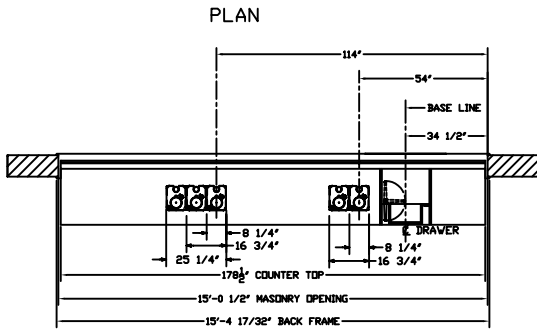 PLAN
114"
54"
BASE LINE
34 1/2"
℄ DRAWER
8 1/4"
8 1/4"
16 3/4"
16 3/4"
25 1/4"
178 1/2" COUNTER TOP
15'-0 1/2" MASONRY OPENING
15'-4 17/32" BACK FRAME